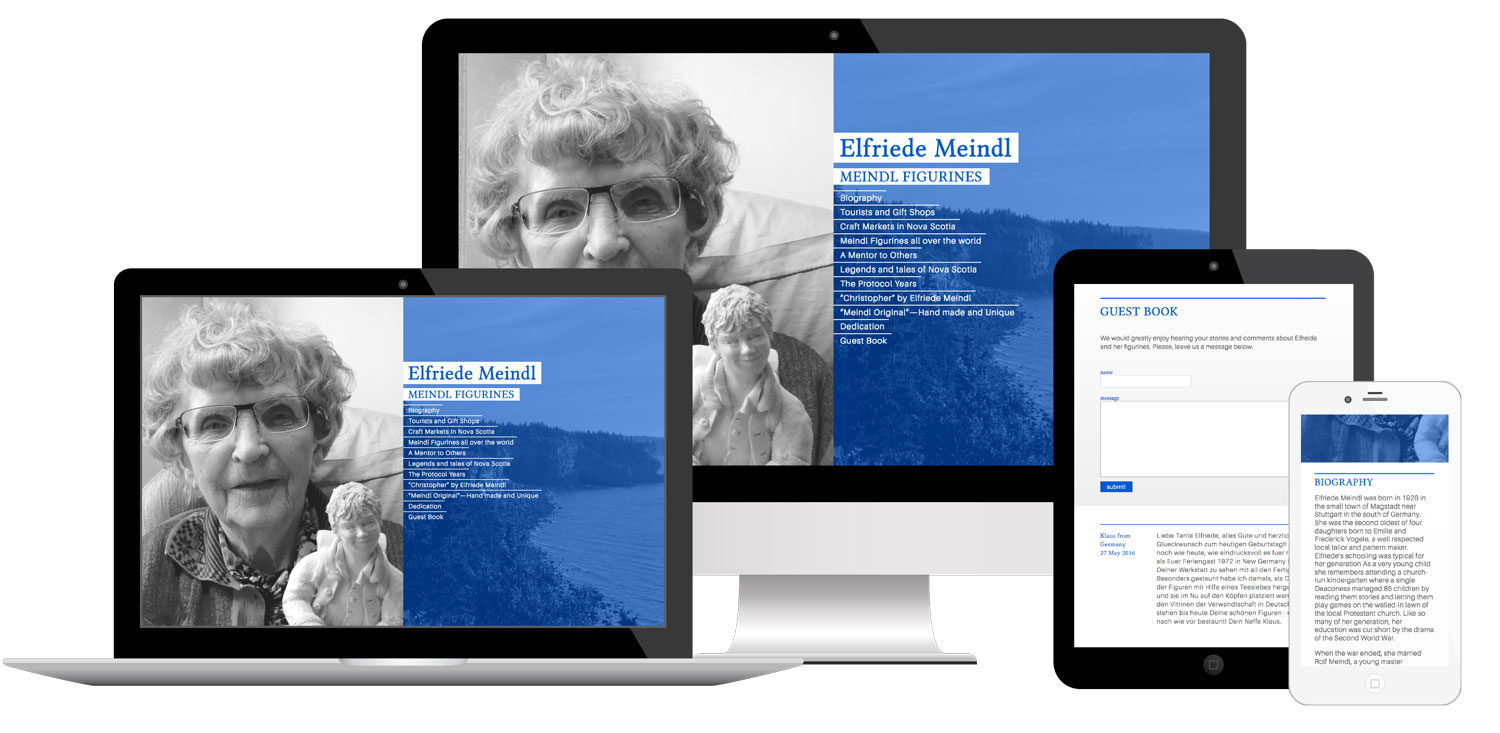 Elfriede Meindl
MEINDL FIGURINES
Biography
Tourists and Gift Shops
Craft Markets in Nova Scotia
Meindl Figurines all over the world
A Mentor to Others
Legends and tales of Nova Scotia
The Protocol Years
"Christopher" by Elfriede Meindl
"Meindl Original"—Hand made and Unique
Dedication
Guest Book
Elfriede Meindl
MEINDL FIGURINES
Biography
Tourists and Gift Shops
Craft Markets in Nova Scotia
Meindl Figurines all over the world
A Mentor to Others
Legends and tales of Nova Scotia
The Protocol Years
"Christopher" by Elfriede Meindl
"Meindl Original"—Hand made and Unique
Dedication
Guest Book
GUEST BOOK
We would greatly enjoy hearing your stories and comments about Elfreide
and her figurines. Please, leave us a message below.
name
message
submit
Klaus from
Germany
27 May 2016
Liebe Tante Elfriede, alles Gute und herzlic
Glueckwunsch zum heutigen Geburtstag!!
noch wie heute, wie eindrucksvoll es fuer
als Euer Feriengast 1972 in New Germany
Deiner Werkstatt zu sehen mit all den Fertig
Besonders gestaunt habe ich damals, als D
der Figuren mit Hilfe eines Teesiebes herg
und sie im Nu auf den Köpfen platziert ware
den Vitrinen der Verwandtschaft in Deutsc
stehen bis heute Deine schönen Figuren -
nach wie vor bestaunt! Dein Neffe Klaus.
BIOGRAPHY
Elfriede Meindl was born in 1926 in
the small town of Magstadt near
Stuttgart in the south of Germany.
She was the second oldest of four
daughters born to Emilie and
Frederick Vogele, a well respected
local tailor and pattern maker.
Elfriede's schooling was typical for
her generation As a very young child
she remembers attending a church-
run kindergarten where a single
Deaconess managed 85 children by
reading them stories and letting them
play games on the walled-in lawn of
the local Protestant church. Like so
many of her generation, her
education was cut short by the drama
of the Second World War.
When the war ended, she married
Rolf Meindl, a young master